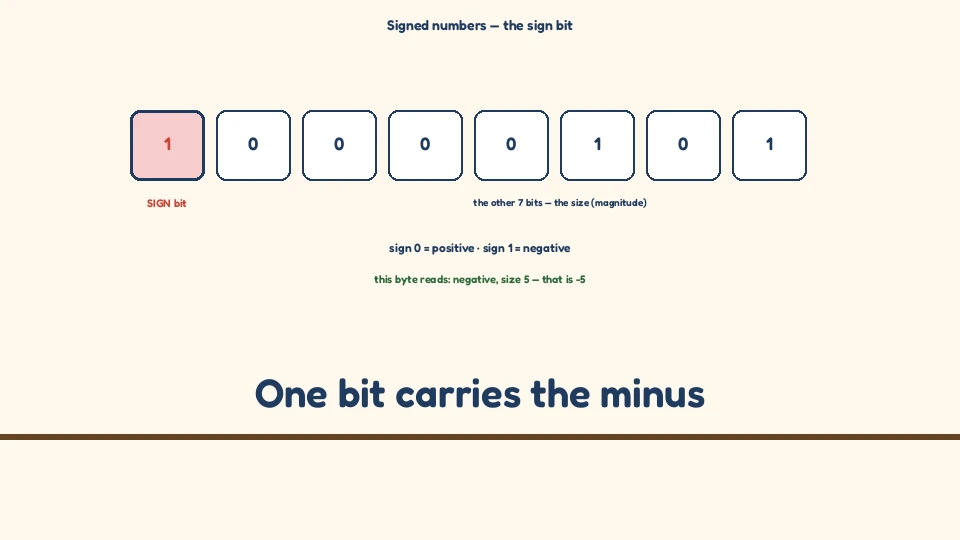 Signed numbers — the sign bit
1 0 0 0 0 1 0 1
SIGN bit
the other 7 bits — the size (magnitude)
sign 0 = positive · sign 1 = negative
this byte reads: negative, size 5 — that is -5
One bit carries the minus